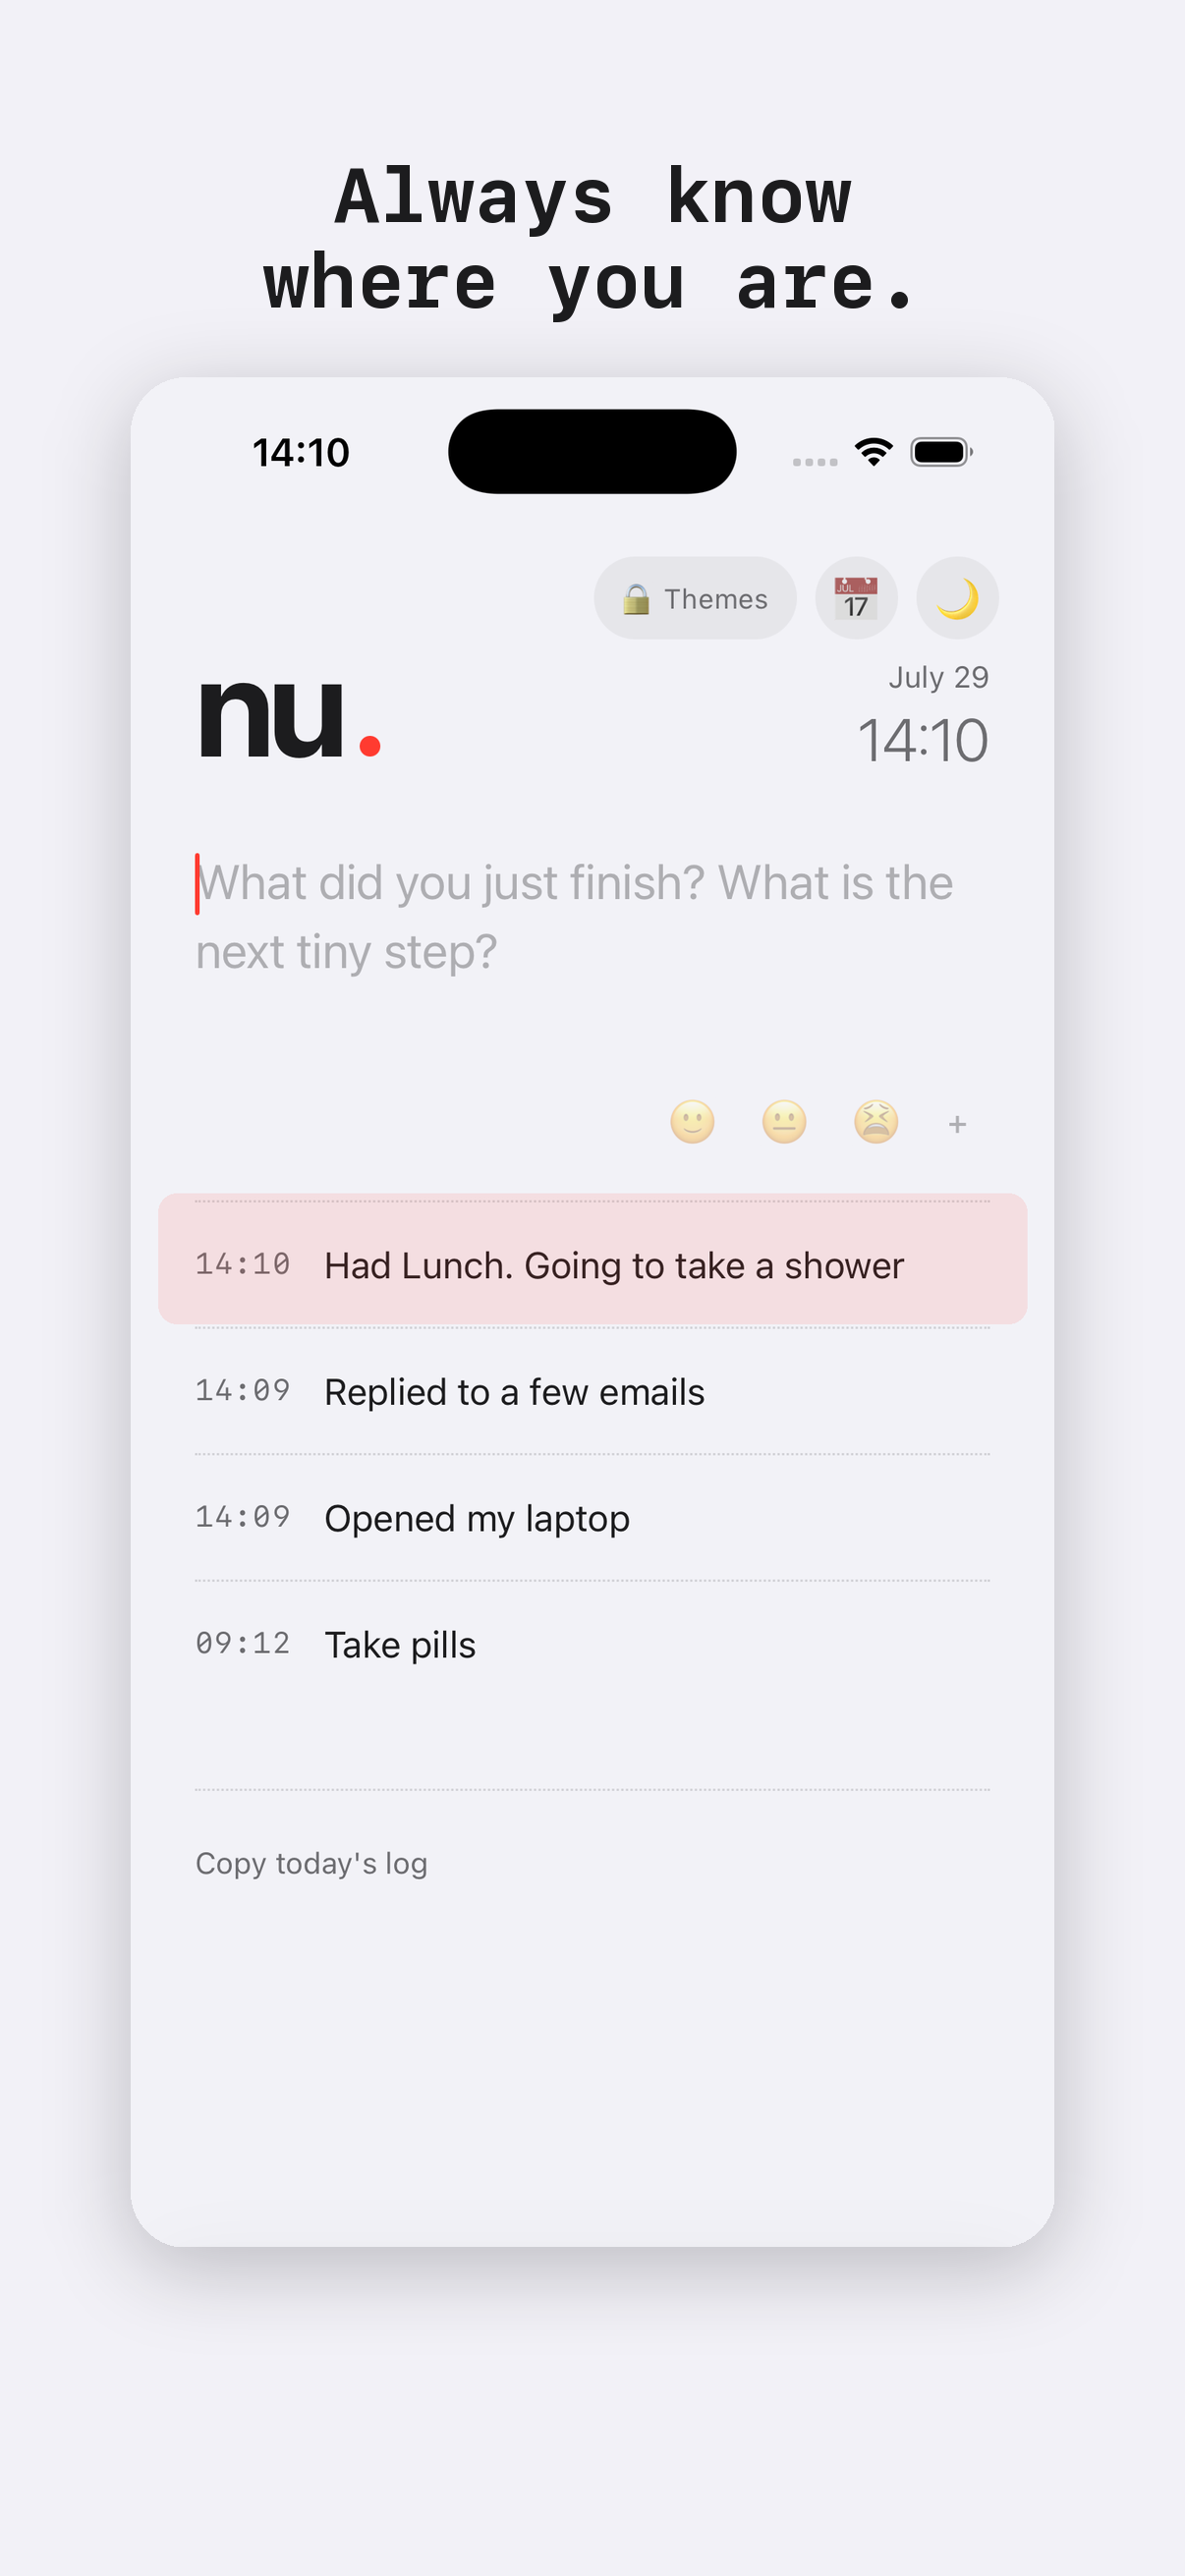 Always know
where you are.
14:10
🔒 Themes
JUL
17
🌙
July 29
nu.
14:10
What did you just finish? What is the
next tiny step?
🙂 😐 😫 +
14:10 Had Lunch. Going to take a shower
14:09 Replied to a few emails
14:09 Opened my laptop
09:12 Take pills
Copy today's log